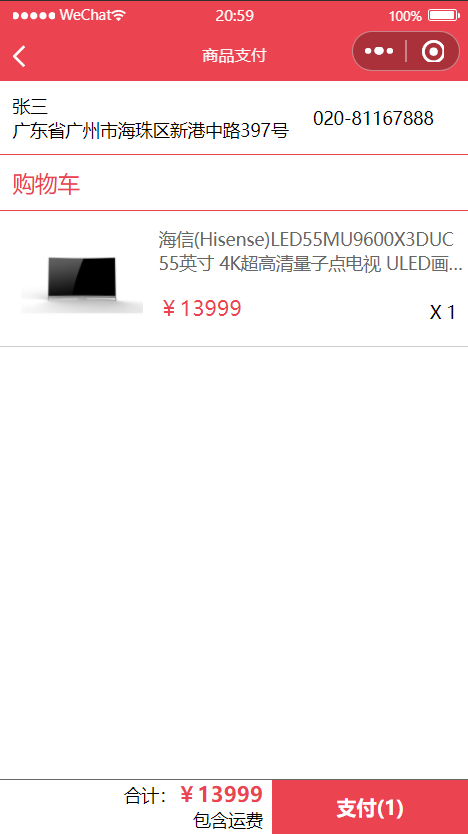 WeChat 20:59 100%
商品支付
张三
广东省广州市海珠区新港中路397号
020-81167888
购物车
海信(Hisense)LED55MU9600X3DUC
55英寸 4K超高清量子点电视 ULED画...
￥13999
X 1
合计：￥13999
包含运费
支付(1)